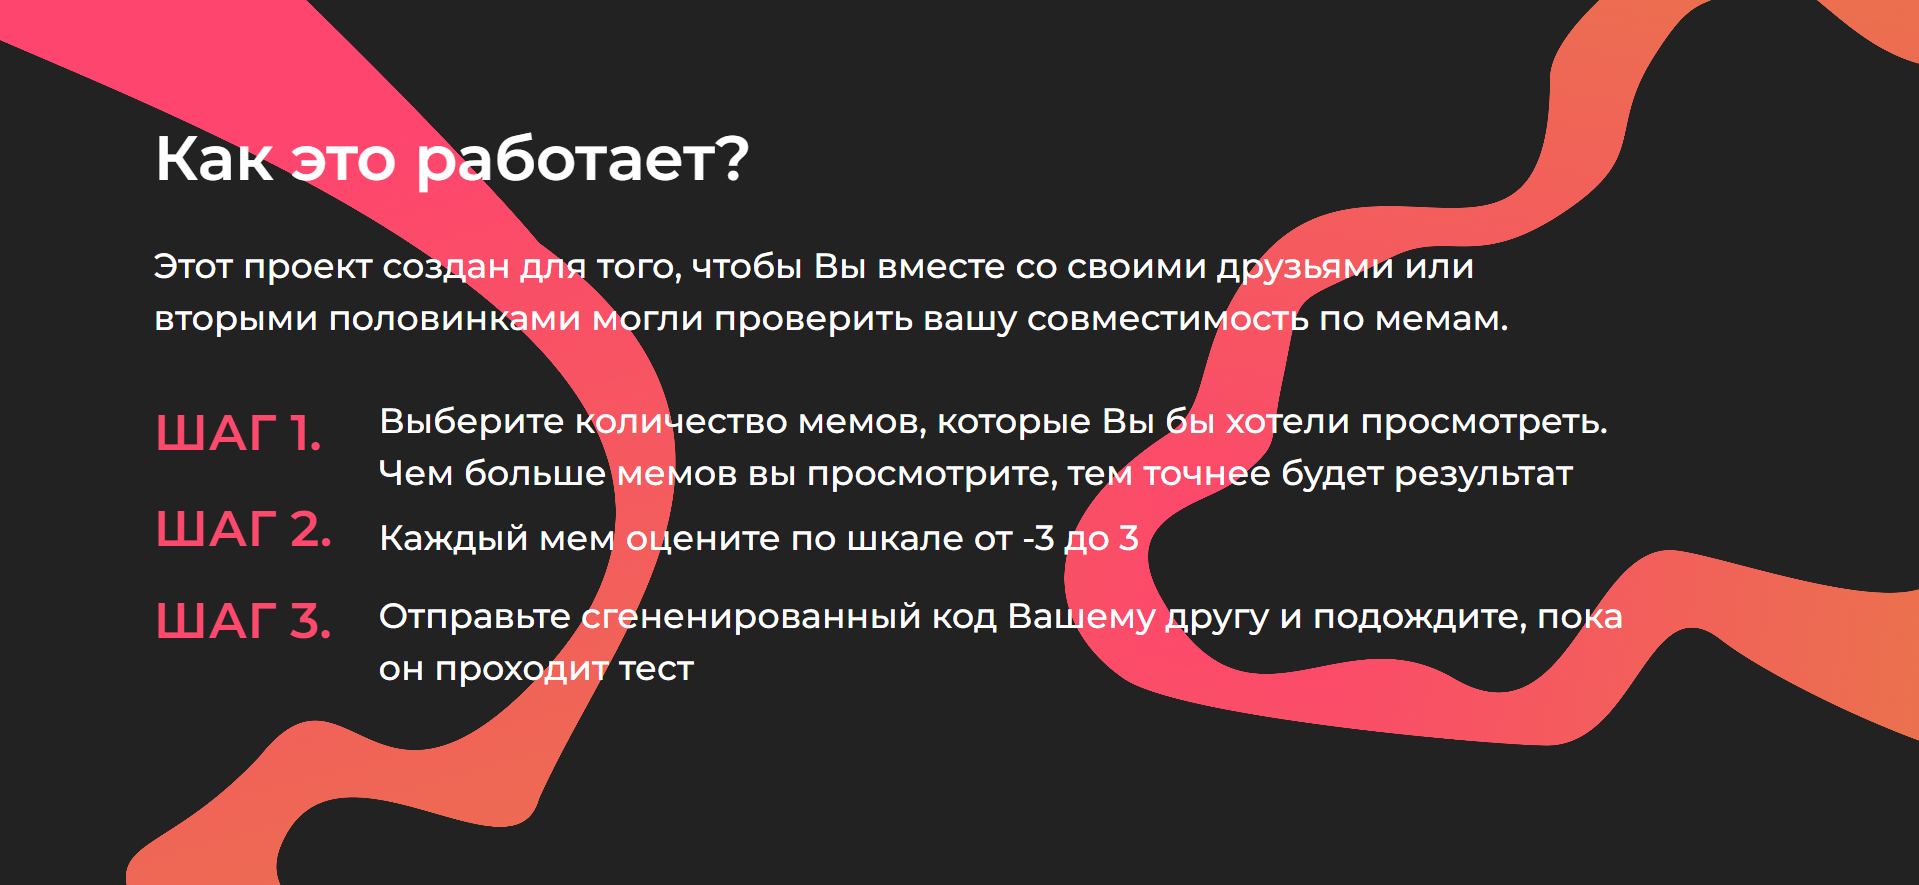 Как это работает?
Этот проект создан для того, чтобы Вы вместе со своими друзьями или
вторыми половинками могли проверить вашу совместимость по мемам.
ШАГ 1.
Выберите количество мемов, которые Вы бы хотели просмотреть.
Чем больше мемов вы просмотрите, тем точнее будет результат
ШАГ 2.
Каждый мем оцените по шкале от -3 до 3
ШАГ 3.
Отправьте сгененированный код Вашему другу и подождите, пока
он проходит тест